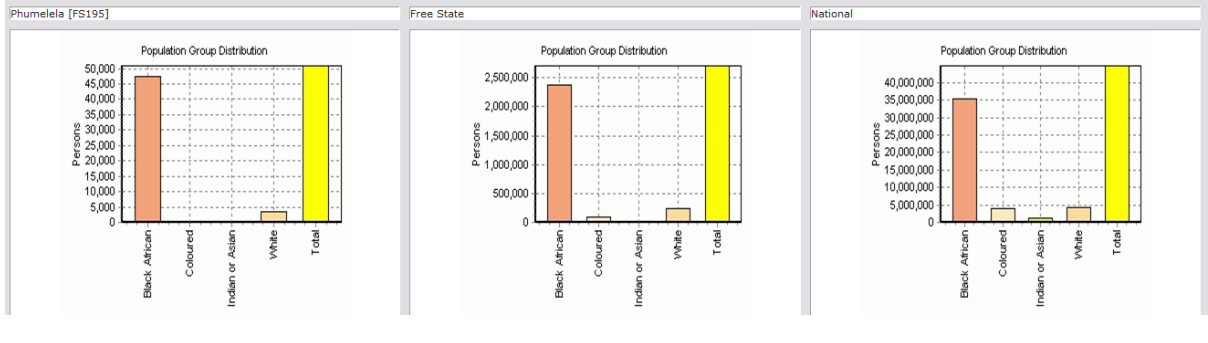 Phumelela [FS195]
Population Group Distribution
Persons
50,000
45,000
40,000
35,000
30,000
25,000
20,000
15,000
10,000
5,000
0
Black African
Coloured
Indian or Asian
White
Total
Free State
Population Group Distribution
Persons
2,500,000
2,000,000
1,500,000
1,000,000
500,000
0
Black African
Coloured
Indian or Asian
White
Total
National
Population Group Distribution
Persons
40,000,000
35,000,000
30,000,000
25,000,000
20,000,000
15,000,000
10,000,000
5,000,000
0
Black African
Coloured
Indian or Asian
White
Total